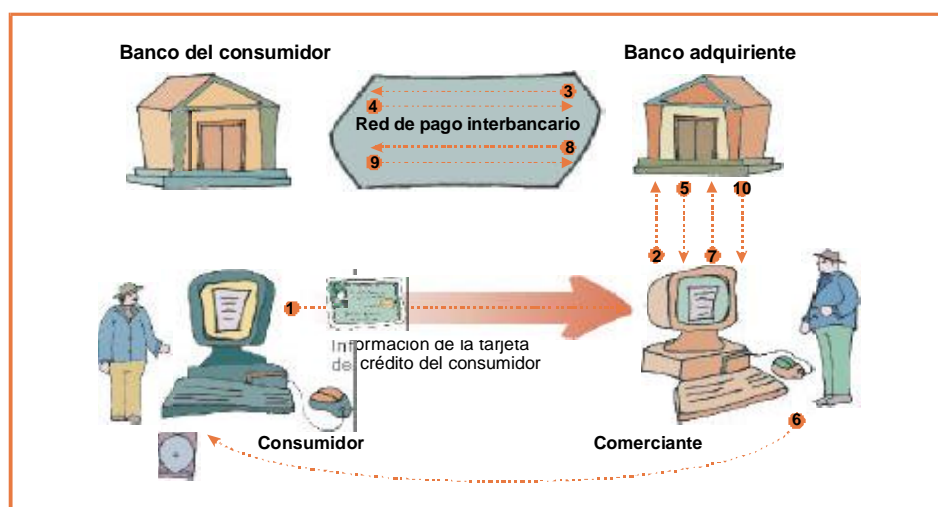 Banco del consumidor
Banco adquiriente
3
4
Red de pago interbancario
8
9
5
10
2
7
1
Información de la tarjeta
de crédito del consumidor
Consumidor
Comerciante
6